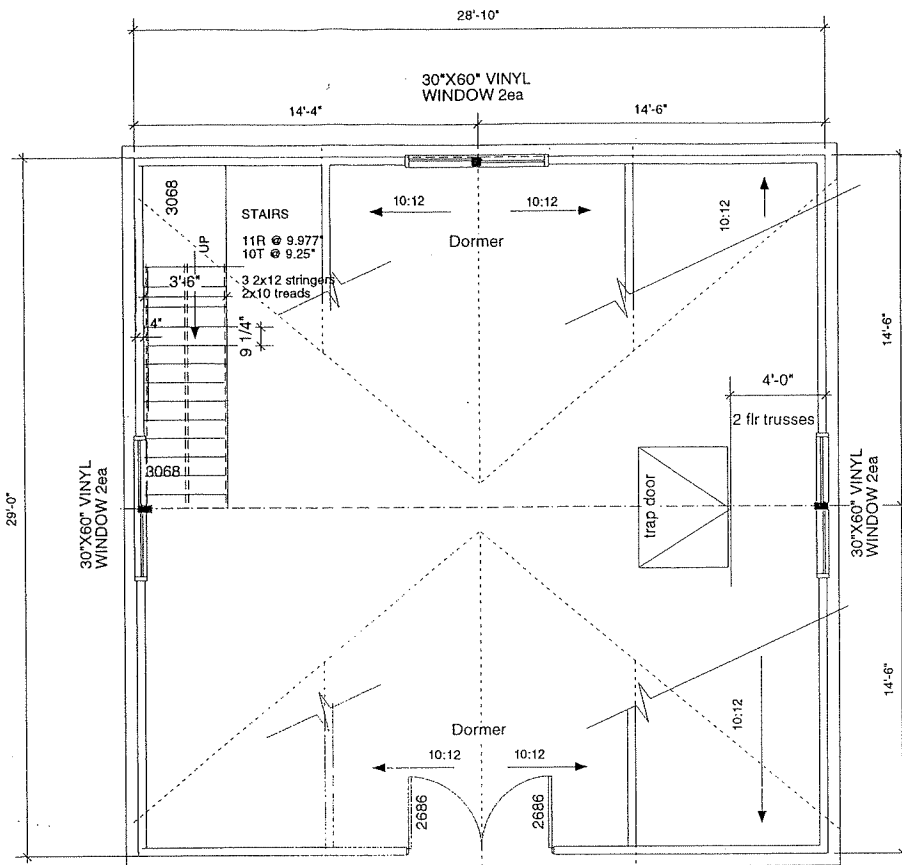 28'-10"
30"X60" VINYL
WINDOW 2ea
14'-4"
14'-6"
3068
UP
STAIRS
11R @ 9.977"
10T @ 9.25"
3 2x12 stringers
2x10 treads
3'-6"
4"
9 1/4"
10:12
10:12
Dormer
10:12
14'-6"
4'-0"
2 flr trusses
trap door
3068
30"X60" VINYL
WINDOW 2ea
29'-0"
30"X60" VINYL
WINDOW 2ea
14'-6"
10:12
Dormer
10:12
10:12
2686
2686